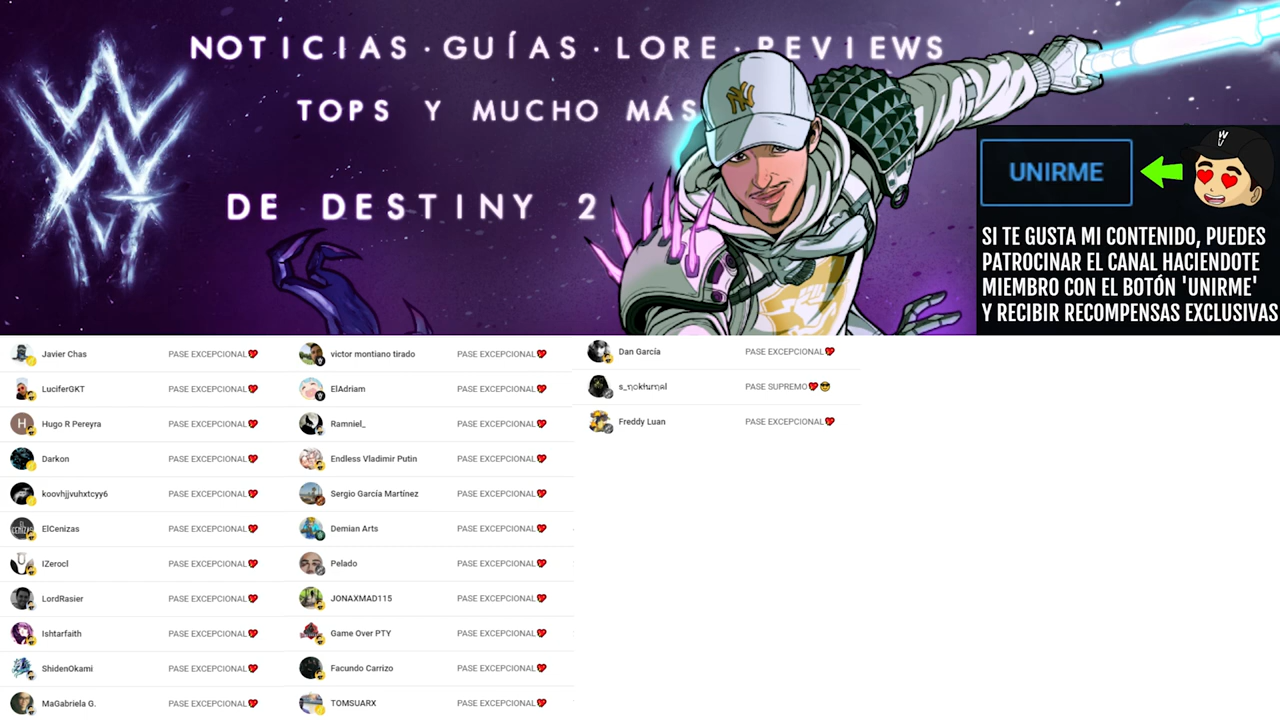 NOTICIAS · GUÍAS · LORE · REVIEWS
TOPS Y MUCHO MÁS
DE DESTINY 2
UNIRME
SI TE GUSTA MI CONTENIDO, PUEDES
PATROCINAR EL CANAL HACIENDOTE
MIEMBRO CON EL BOTÓN 'UNIRME'
Y RECIBIR RECOMPENSAS EXCLUSIVAS
Javier Chas PASE EXCEPCIONAL
LuciferGKT PASE EXCEPCIONAL
H Hugo R Pereyra PASE EXCEPCIONAL
Darkon PASE EXCEPCIONAL
koovhjjvuhxtcyy6 PASE EXCEPCIONAL
ElCenizas PASE EXCEPCIONAL
IZerocl PASE EXCEPCIONAL
LordRasier PASE EXCEPCIONAL
Ishtarfaith PASE EXCEPCIONAL
ShidenOkami PASE EXCEPCIONAL
MaGabriela G. PASE EXCEPCIONAL
victor montiano tirado PASE EXCEPCIONAL
ElAdriam PASE EXCEPCIONAL
Ramniel_ PASE EXCEPCIONAL
Endless Vladimir Putin PASE EXCEPCIONAL
Sergio García Martínez PASE EXCEPCIONAL
Demian Arts PASE EXCEPCIONAL
Pelado PASE EXCEPCIONAL
JONAXMAD115 PASE EXCEPCIONAL
Game Over PTY PASE EXCEPCIONAL
Facundo Carrizo PASE EXCEPCIONAL
TOMSUARX PASE EXCEPCIONAL
Dan García PASE EXCEPCIONAL
PASE SUPREMO
Freddy Luan PASE EXCEPCIONAL